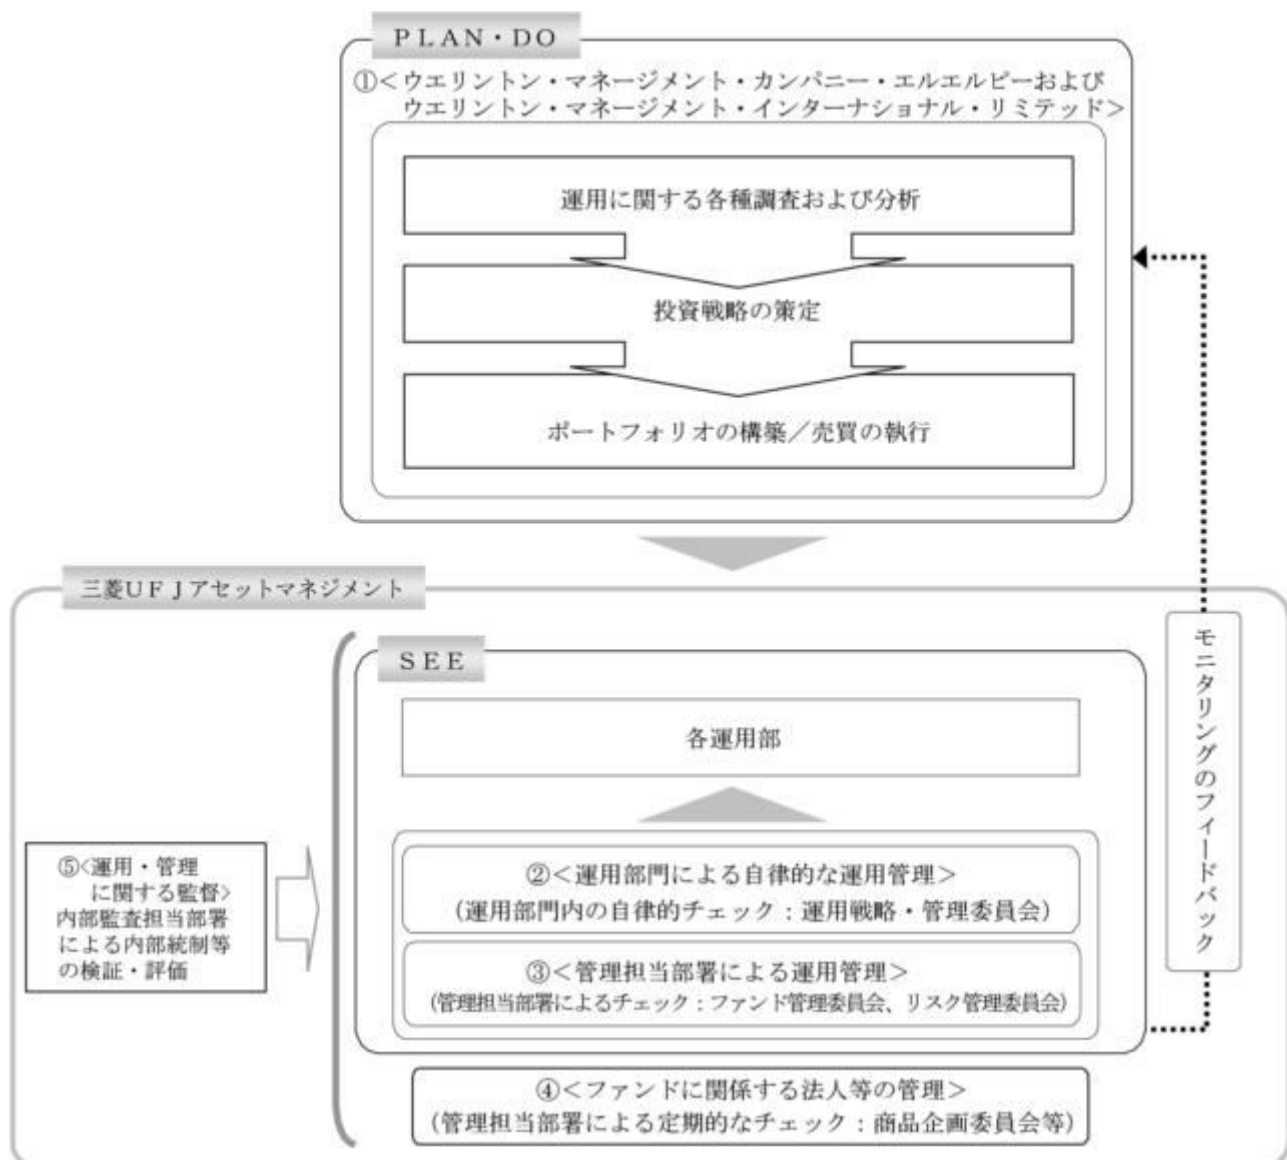 ＰＬＡＮ・ＤＯ
①＜ウエリントン・マネージメント・カンパニー・エルエルピーおよび
ウエリントン・マネージメント・インターナショナル・リミテッド＞
運用に関する各種調査および分析
投資戦略の策定
ポートフォリオの構築／売買の執行
三菱ＵＦＪアセットマネジメント
ＳＥＥ
各運用部
②＜運用部門による自律的な運用管理＞
（運用部門内の自律的チェック：運用戦略・管理委員会）
③＜管理担当部署による運用管理＞
（管理担当部署によるチェック：ファンド管理委員会、リスク管理委員会）
④＜ファンドに関係する法人等の管理＞
（管理担当部署による定期的なチェック：商品企画委員会等）
⑤＜運用・管理
に関する監督＞
内部監査担当部署
による内部統制等
の検証・評価
モニタリングのフィードバック